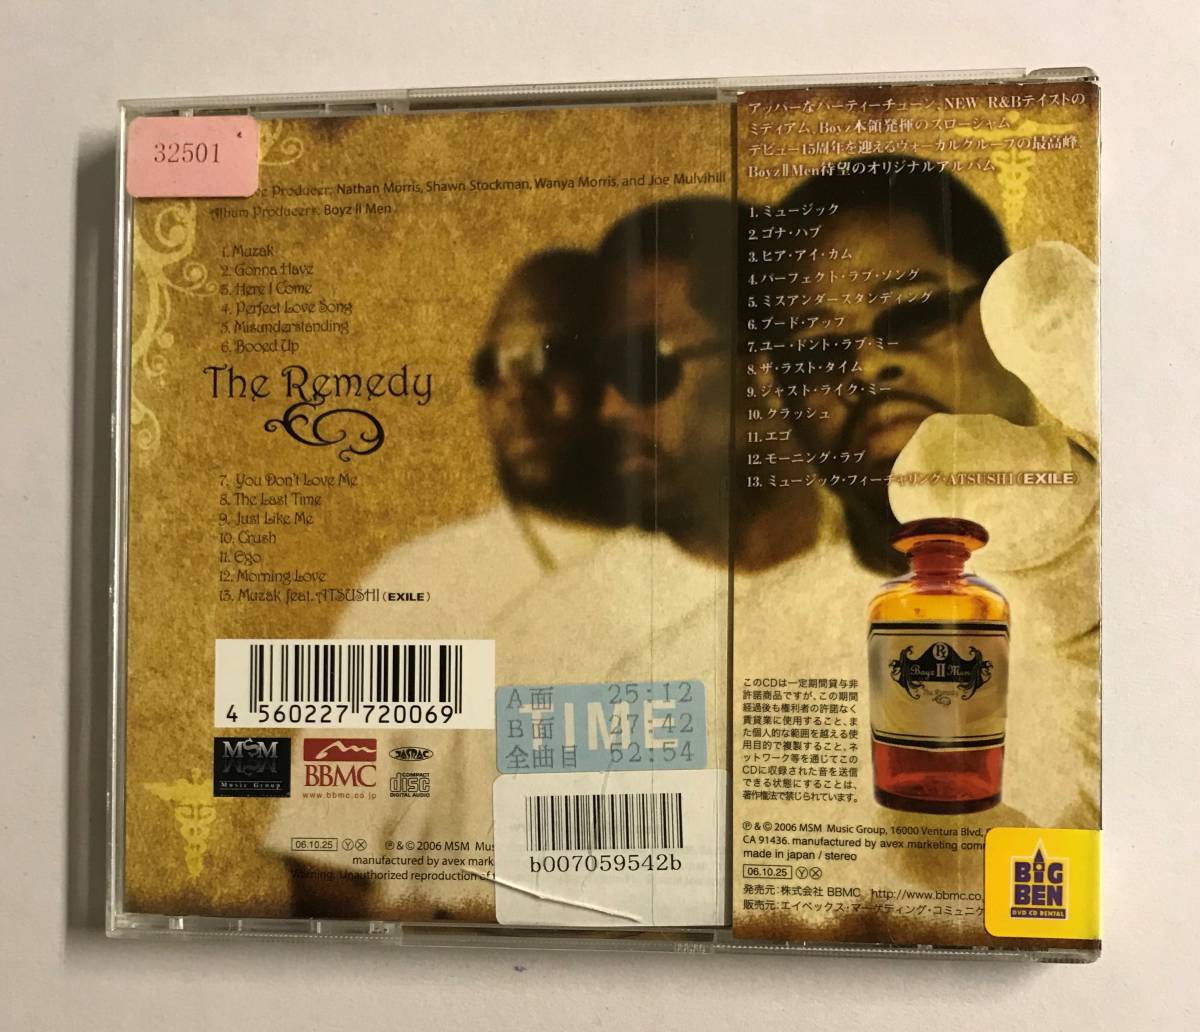 32501
Producer: Nathan Morris, Shawn Stockman, Wanya Morris, and Joe Mulvihill
Album Producers: Boyz II Men
1. Muzak
2. Gonna Have
3. Here I Come
4. Perfect Love Song
5. Misunderstanding
6. Booed Up
The Remedy
7. You Don't Love Me
8. The Last Time
9. Just Like Me
10. Crush
11. Ego
12. Morning Love
13. Muzak feat. ATSUSHI (EXILE)
4 560227 720069
MSM
Music Group
BBMC
www.bbmc.co.jp
JASRAC
COMPACT
disc
DIGITAL AUDIO
TIME
A面 25:12
B面 27:42
全曲目 52:54
b007059542b
06.10.25 Ⓨ Ⓧ ℗ & © 2006 MSM
manufactured by avex
Warning: Unauthorized reproduction of
アッパーなパーティーチューン、NEW R&Bテイストの
ミディアム、Boyz本領発揮のスロージャム
デビュー15周年を迎えるヴォーカルグループの最高峰、
BoyzⅡMen待望のオリジナルアルバム
1. ミュージック
2. ゴナ・ハブ
3. ヒア・アイ・カム
4. パーフェクト・ラブ・ソング
5. ミスアンダースタンディング
6. ブード・アップ
7. ユー・ドント・ラブ・ミー
8. ザ・ラスト・タイム
9. ジャスト・ライク・ミー
10. クラッシュ
11. エゴ
12. モーニング・ラブ
13. ミュージック・フィーチャリング・ATSUSHI (EXILE)
Boyz II Men
The Remedy
このCDは一定期間貸与非
許諾商品ですが、この期間
経過後も権利者の許諾なく
賃貸業に使用すること、ま
た個人的な範囲を越える使
用目的で複製すること、ネ
ットワーク等を通じてこの
CDに収録された音を送信
できる状態にすることは、
著作権法で禁じられています。
℗ & © 2006 MSM Music Group, 16000 Ventura Blvd,
CA 91436. manufactured by avex marketing
made in japan / stereo
06.10.25 Ⓨ Ⓧ
発売元: 株式会社 BBMC http://www.bbmc.co.
販売元: エイベックス・マーケティング・コミュニケ
BIG
BEN
DVD CD RENTAL